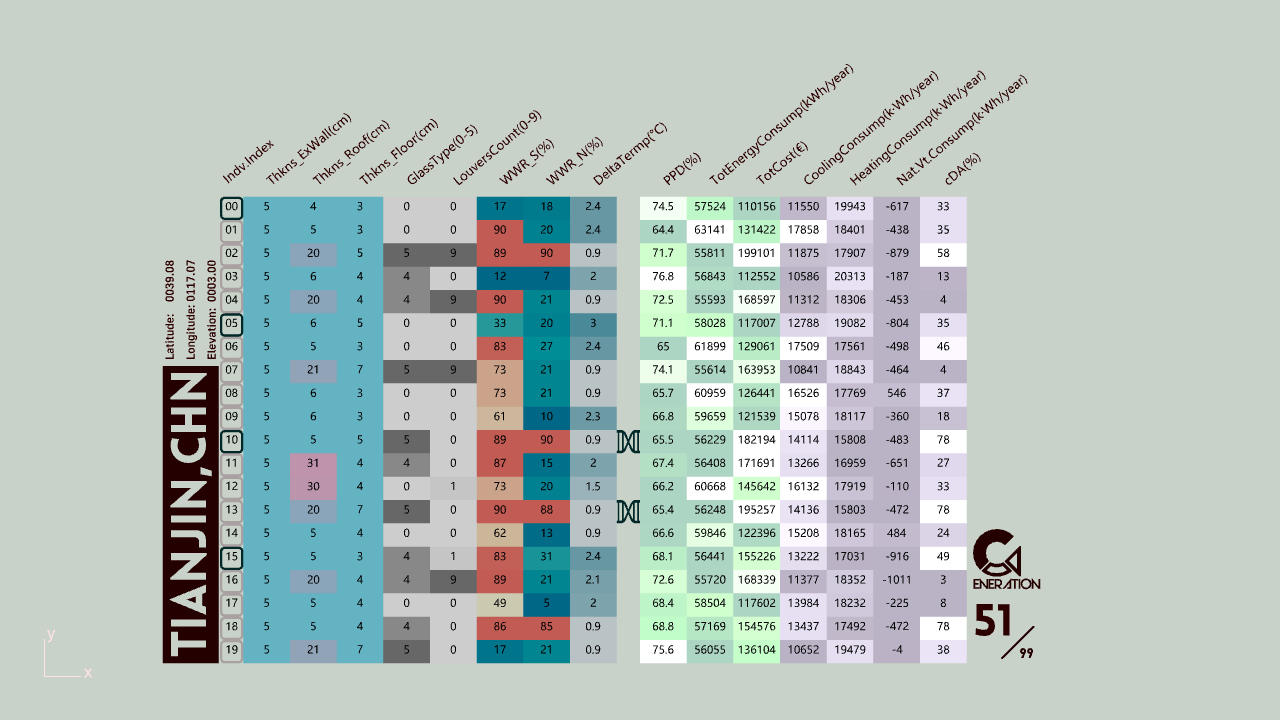 Indv.Index Thkns_ExWall(cm) Thkns_Roof(cm) Thkns_Floor(cm) GlassType(0-5) LouversCount(0-9) WWR_S(%) WWR_N(%) DeltaTermp(°C) PPD(%) TotEnergyConsump(kWh/year) TotCost(€) CoolingConsump(k·Wh/year) HeatingConsump(k·Wh/year) Nat.Vt.Consump(k·Wh/year) cDA(%)
00 5 4 3 0 0 17 18 2.4 74.5 57524 110156 11550 19943 -617 33
01 5 5 3 0 0 90 20 2.4 64.4 63141 131422 17858 18401 -438 35
02 5 20 5 5 9 89 90 0.9 71.7 55811 199101 11875 17907 -879 58
03 5 6 4 4 0 12 7 2 76.8 56843 112552 10586 20313 -187 13
04 5 20 4 4 9 90 21 0.9 72.5 55593 168597 11312 18306 -453 4
05 5 6 5 0 0 33 20 3 71.1 58028 117007 12788 19082 -804 35
06 5 5 3 0 0 83 27 2.4 65 61899 129061 17509 17561 -498 46
07 5 21 7 5 9 73 21 0.9 74.1 55614 163953 10841 18843 -464 4
08 5 6 3 0 0 73 21 0.9 65.7 60959 126441 16526 17769 546 37
09 5 6 3 0 0 61 10 2.3 66.8 59659 121539 15078 18117 -360 18
10 5 5 5 5 0 89 90 0.9 65.5 56229 182194 14114 15808 -483 78
11 5 31 4 4 0 87 15 2 67.4 56408 171691 13266 16959 -651 27
12 5 30 4 0 1 73 20 1.5 66.2 60668 145642 16132 17919 -110 33
13 5 20 7 5 0 90 88 0.9 65.4 56248 195257 14136 15803 -472 78
14 5 5 4 0 0 62 13 0.9 66.6 59846 122396 15208 18165 484 24
15 5 5 3 4 1 83 31 2.4 68.1 56441 155226 13222 17031 -916 49
16 5 20 4 4 9 89 21 2.1 72.6 55720 168339 11377 18352 -1011 3
17 5 5 4 0 0 49 5 2 68.4 58504 117602 13984 18232 -225 8
18 5 5 4 4 0 86 85 0.9 68.8 57169 154576 13437 17492 -472 78
19 5 21 7 5 0 17 21 0.9 75.6 56055 136104 10652 19479 -4 38
Latitude: 0039.08
Longitude: 0117.07
Elevation: 0003.00
TIANJIN,CHN
G
ENERATION
51/99
y
x